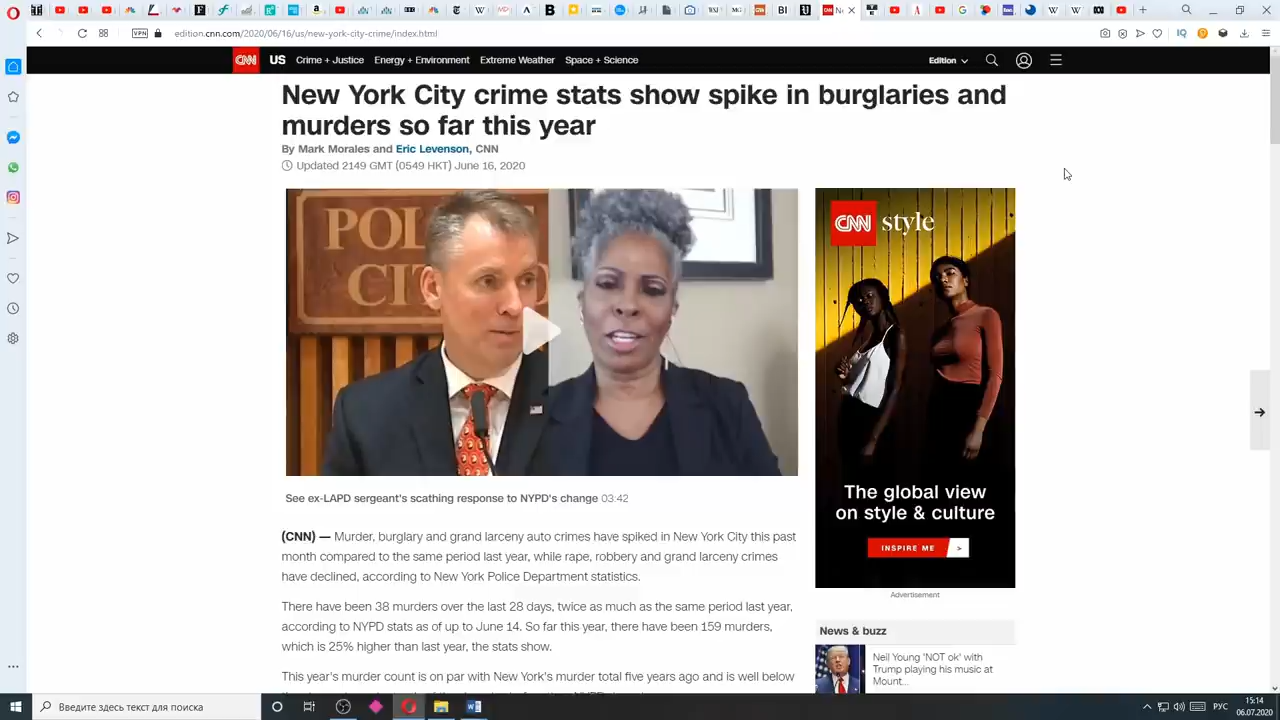 VPN
edition.cnn.com/2020/06/16/us/new-york-city-crime/index.html
CNN US Crime + Justice Energy + Environment Extreme Weather Space + Science Edition
New York City crime stats show spike in burglaries and
murders so far this year
By Mark Morales and Eric Levenson, CNN
Updated 2149 GMT (0549 HKT) June 16, 2020
POL
CI
See ex-LAPD sergeant's scathing response to NYPD's change 03:42
(CNN) — Murder, burglary and grand larceny auto crimes have spiked in New York City this past
month compared to the same period last year, while rape, robbery and grand larceny crimes
have declined, according to New York Police Department statistics.
There have been 38 murders over the last 28 days, twice as much as the same period last year,
according to NYPD stats as of up to June 14. So far this year, there have been 159 murders,
which is 25% higher than last year, the stats show.
This year's murder count is on par with New York's murder total five years ago and is well below
CNN style
The global view
on style & culture
INSPIRE ME >
Advertisement
News & buzz
Neil Young 'NOT ok' with
Trump playing his music at
Mount...
Введите здесь текст для поиска
РУС
15:14
06.07.2020